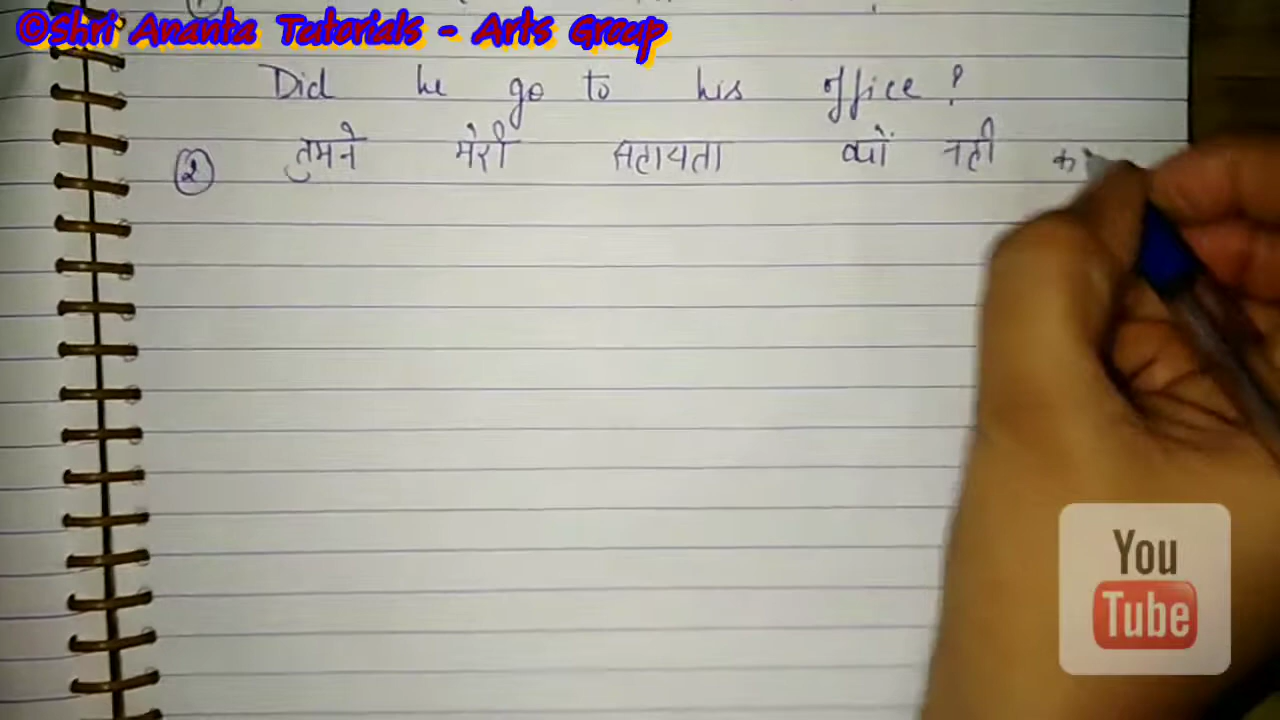 ©Shri Ananta Tutorials - Arts Group
Did he go to his office?
② तुमने मेरी सहायता क्यों नही
You
Tube